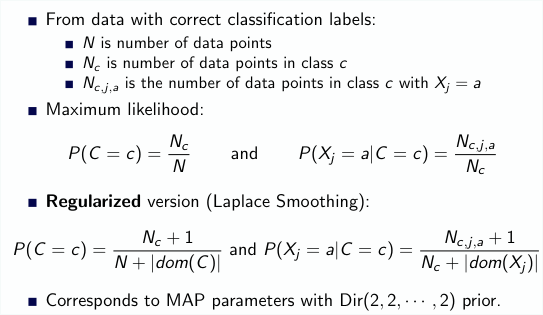 From data with correct classification labels:
N is number of data points
N_c is number of data points in class c
N_{c,j,a} is the number of data points in class c with X_j = a
Maximum likelihood:
P(C = c) = \frac{N_c}{N} and P(X_j = a|C = c) = \frac{N_{c,j,a}}{N_c}
Regularized version (Laplace Smoothing):
P(C = c) = \frac{N_c + 1}{N + |dom(C)|} and P(X_j = a|C = c) = \frac{N_{c,j,a} + 1}{N_c + |dom(X_j)|}
Corresponds to MAP parameters with Dir(2, 2, ⋯ , 2) prior.